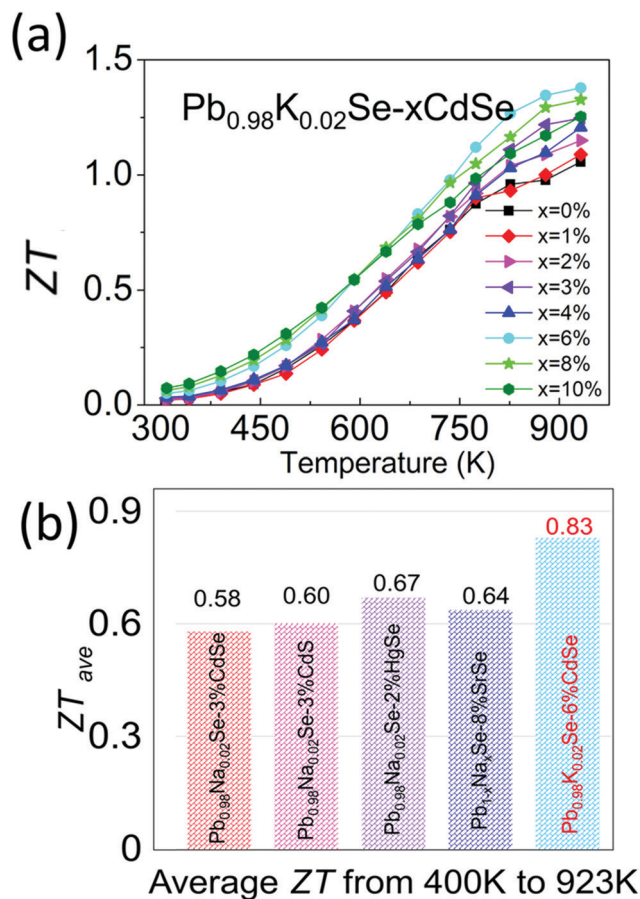 (a)
Pb0.98K0.02Se-xCdSe
1.5
1.0
0.5
0.0
ZT
x=0%
x=1%
x=2%
x=3%
x=4%
x=6%
x=8%
x=10%
300 450 600 750 900
Temperature (K)
(b)
0.9
0.6
0.3
0
ZT ave
0.58
0.60
0.67
0.64
0.83
Pb0.98Na0.02Se-3%CdSe
Pb0.98Na0.02Se-3%CdS
Pb0.98Na0.02Se-2%HgSe
Pb1-xNaxSe-8%SrSe
Pb0.98K0.02Se-6%CdSe
Average ZT from 400K to 923K